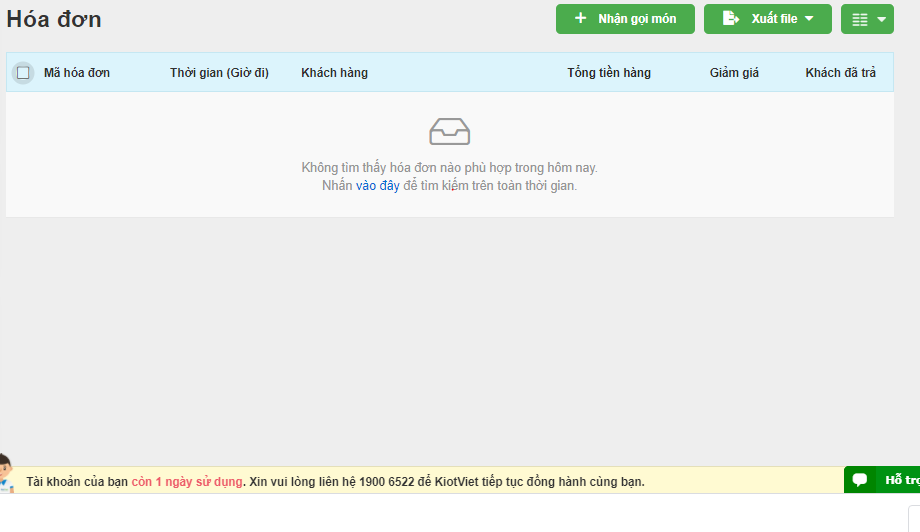 Hóa đơn
Nhận gọi món
Xuất file
Mã hóa đơn Thời gian (Giờ đi) Khách hàng Tổng tiền hàng Giảm giá Khách đã trả
Không tìm thấy hóa đơn nào phù hợp trong hôm nay.
Nhấn vào đây để tìm kiếm trên toàn thời gian.
Tài khoản của bạn còn 1 ngày sử dụng. Xin vui lòng liên hệ 1900 6522 để KiotViet tiếp tục đồng hành cùng bạn.
Hỗ